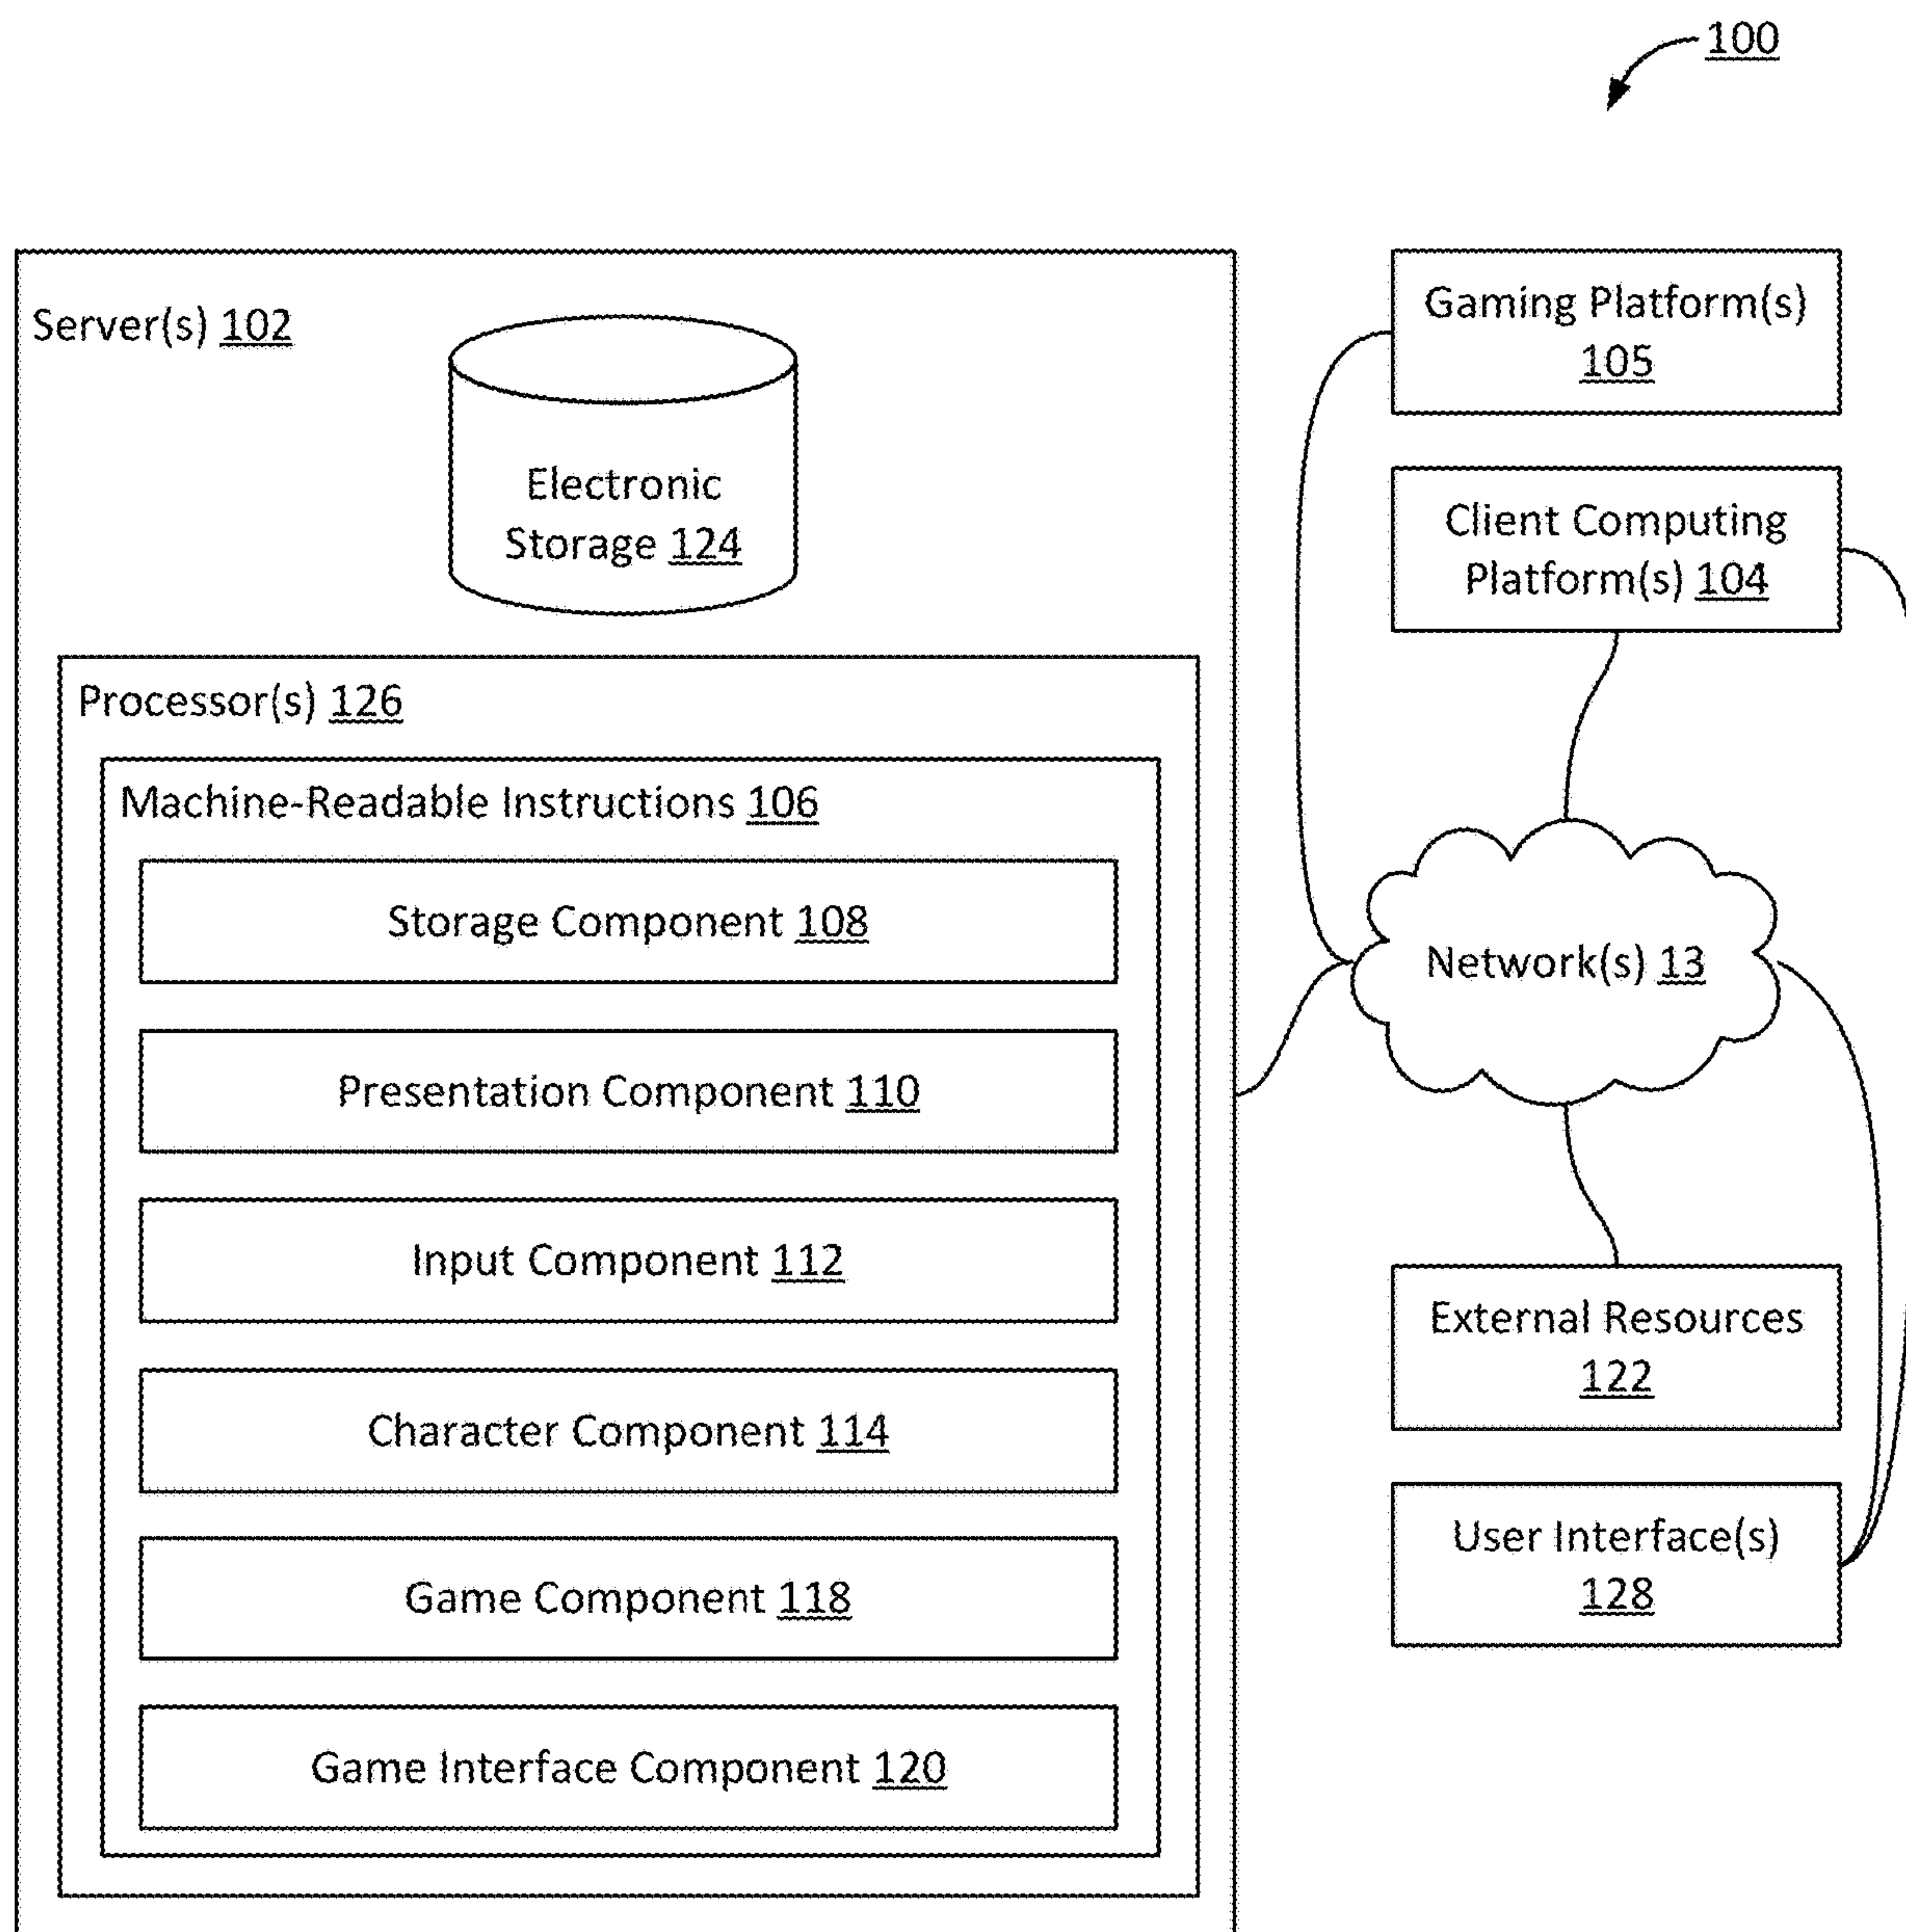 100
Server(s) 102
Electronic
Storage 124
Processor(s) 126
Machine-Readable Instructions 106
Storage Component 108
Presentation Component 110
Input Component 112
Character Component 114
Game Component 118
Game Interface Component 120
Gaming Platform(s)
105
Client Computing
Platform(s) 104
Network(s) 13
External Resources
122
User Interface(s)
128